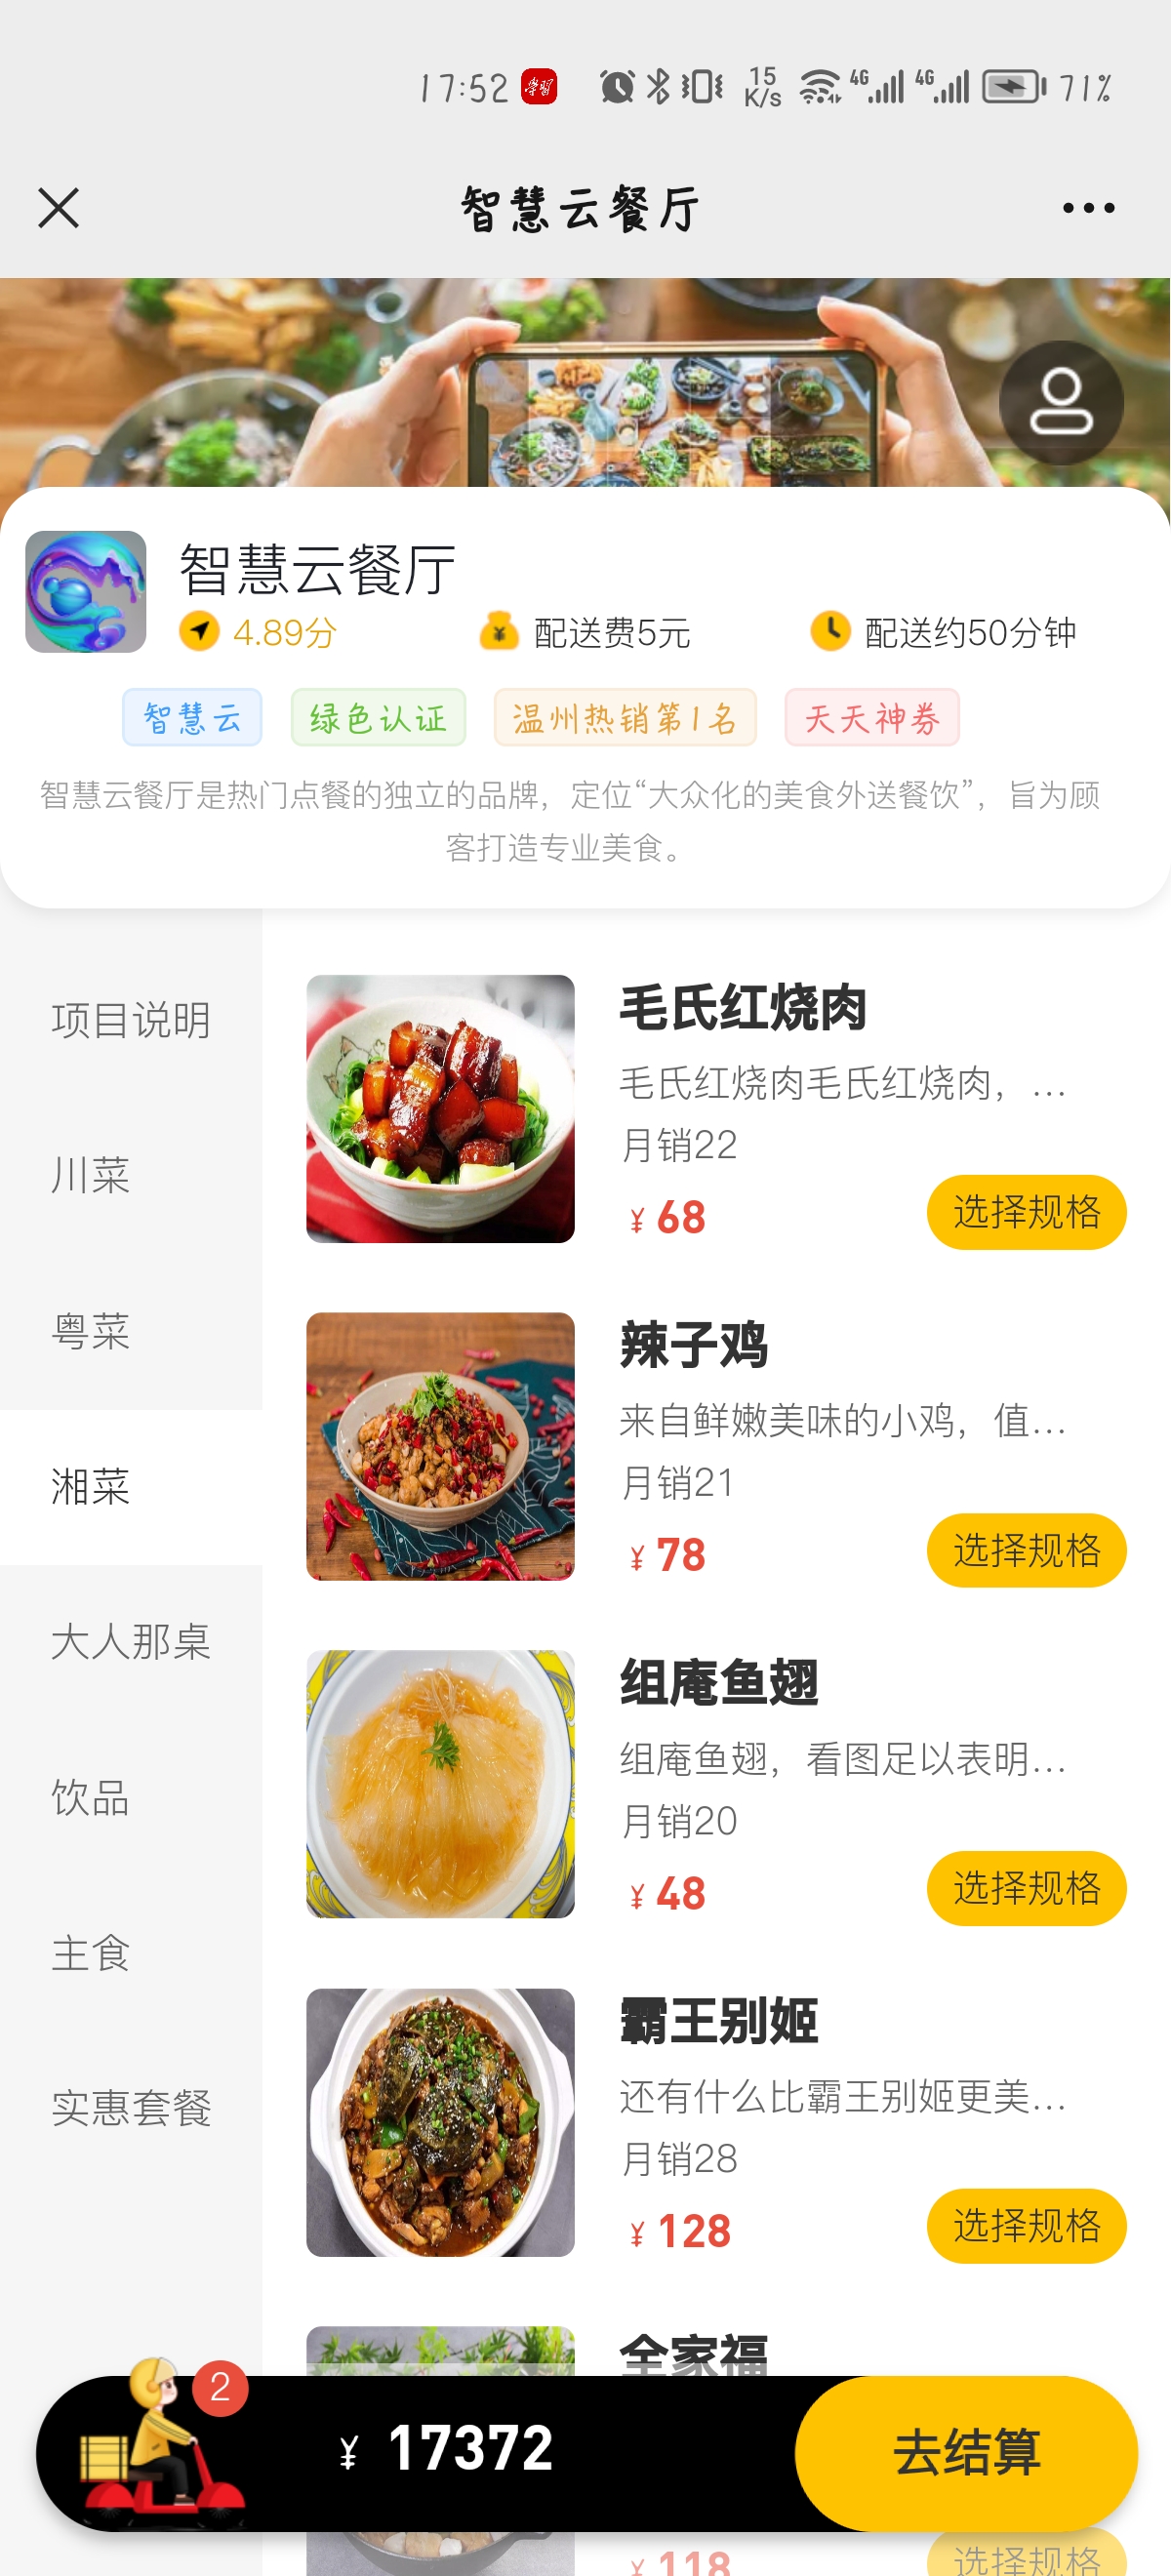 17:52 学习 15 K/s 4G 4G 71%
智慧云餐厅
智慧云餐厅
4.89分 配送费5元 配送约50分钟
智慧云 绿色认证 温州热销第1名 天天神券
智慧云餐厅是热门点餐的独立的品牌，定位“大众化的美食外送餐饮”，旨为顾
客打造专业美食。
项目说明
川菜
粤菜
湘菜
大人那桌
饮品
主食
实惠套餐
毛氏红烧肉
毛氏红烧肉毛氏红烧肉，...
月销22
¥ 68 选择规格
辣子鸡
来自鲜嫩美味的小鸡，值...
月销21
¥ 78 选择规格
组庵鱼翅
组庵鱼翅，看图足以表明...
月销20
¥ 48 选择规格
霸王别姬
还有什么比霸王别姬更美...
月销28
¥ 128 选择规格
全家福
2 ¥ 17372 去结算
¥ 118 选择规格